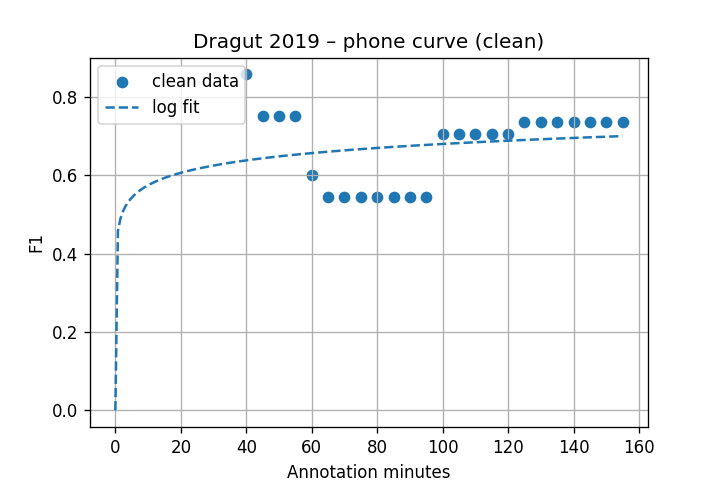 Dragut 2019 – phone curve (clean)
clean data
log fit
F1
0.8
0.6
0.4
0.2
0.0
0 20 40 60 80 100 120 140 160
Annotation minutes